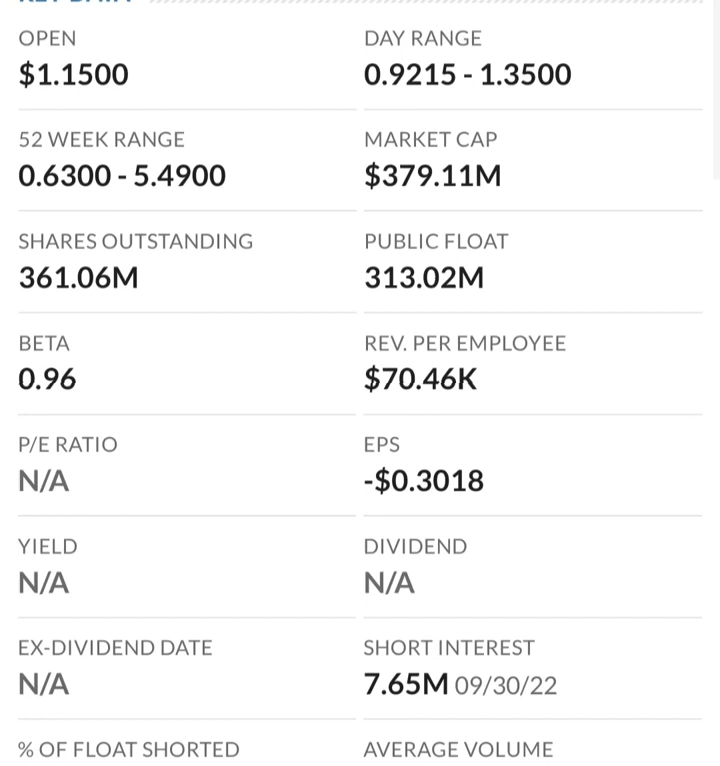 OPEN
$1.1500
DAY RANGE
0.9215 - 1.3500
52 WEEK RANGE
0.6300 - 5.4900
MARKET CAP
$379.11M
SHARES OUTSTANDING
361.06M
PUBLIC FLOAT
313.02M
BETA
0.96
REV. PER EMPLOYEE
$70.46K
P/E RATIO
N/A
EPS
-$0.3018
YIELD
N/A
DIVIDEND
N/A
EX-DIVIDEND DATE
N/A
SHORT INTEREST
7.65M 09/30/22
% OF FLOAT SHORTED
AVERAGE VOLUME